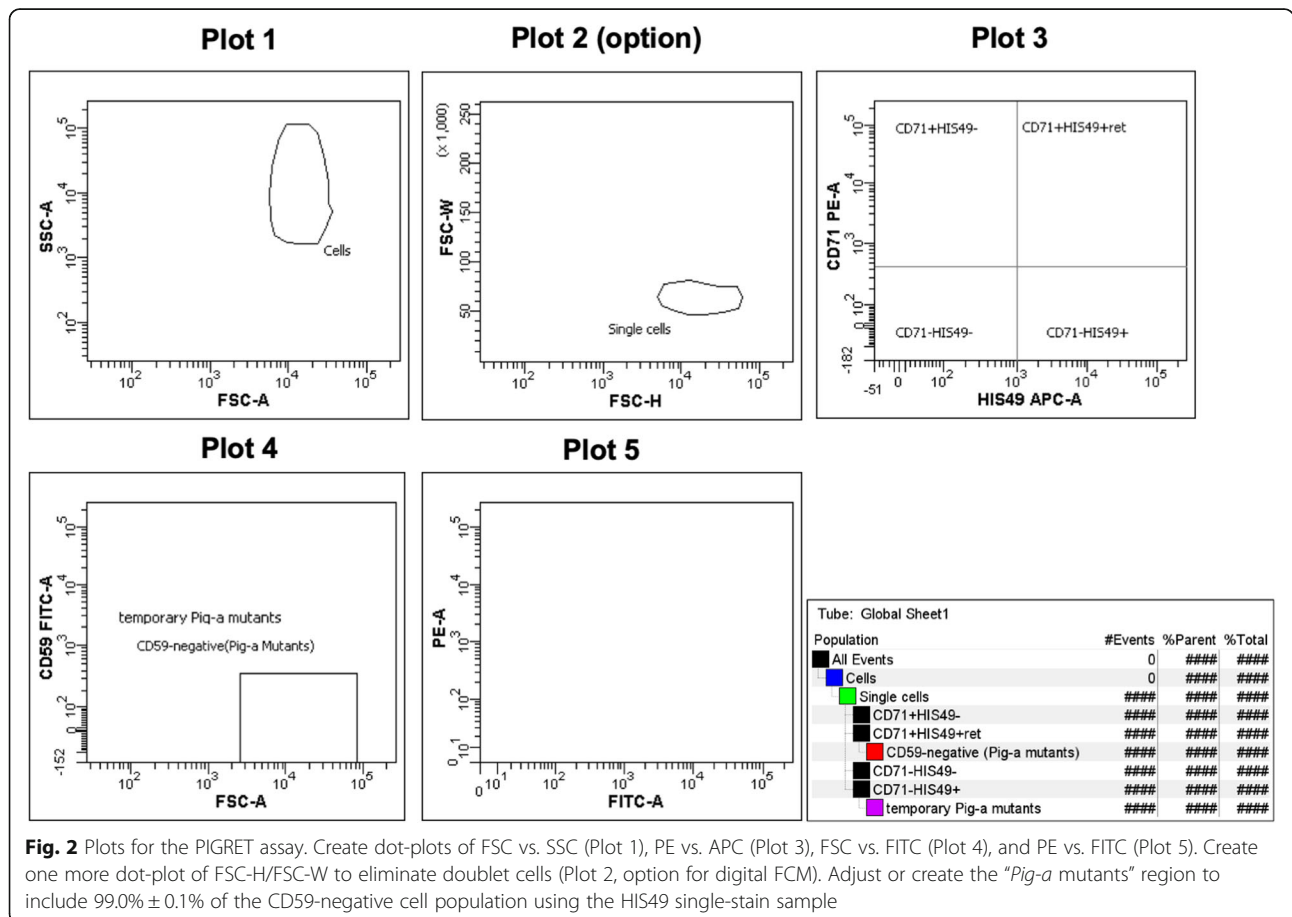 Plot 1
10^5
10^4
10^3
10^2
SSC-A
Cells
10^2 10^3 10^4 10^5
FSC-A
Plot 2 (option)
(x 1,000)
250
200
150
100
50
FSC-W
Single cells
10^2 10^3 10^4 10^5
FSC-H
Plot 3
CD71+HIS49- CD71+HIS49+ret
10^5
10^4
10^3
10^2
0
-182
CD71 PE-A
CD71-HIS49- CD71-HIS49+
-51 0 10^2 10^3 10^4 10^5
HIS49 APC-A
Plot 4
10^5
10^4
10^3
10^2
0
-152
CD59 FITC-A
temporary Pig-a mutants
CD59-negative(Pig-a Mutants)
10^2 10^3 10^4 10^5
FSC-A
Plot 5
10^5
10^4
10^3
10^2
10^1
0
PE-A
0 10^1 10^2 10^3 10^4 10^5
FITC-A
Tube: Global Sheet1
Population #Events %Parent %Total
All Events 0 #### ####
Cells 0 #### ####
Single cells #### #### ####
CD71+HIS49- #### #### ####
CD71+HIS49+ret #### #### ####
CD59-negative (Pig-a mutants) #### #### ####
CD71-HIS49- #### #### ####
CD71-HIS49+ #### #### ####
temporary Pig-a mutants #### #### ####
Fig. 2 Plots for the PIGRET assay. Create dot-plots of FSC vs. SSC (Plot 1), PE vs. APC (Plot 3), FSC vs. FITC (Plot 4), and PE vs. FITC (Plot 5). Create
one more dot-plot of FSC-H/FSC-W to eliminate doublet cells (Plot 2, option for digital FCM). Adjust or create the “Pig-a mutants” region to
include 99.0% ± 0.1% of the CD59-negative cell population using the HIS49 single-stain sample